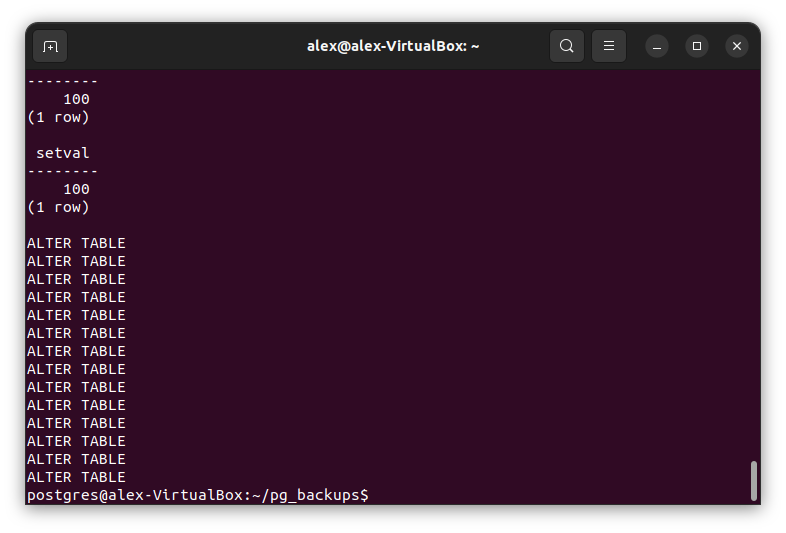 alex@alex-VirtualBox: ~
--------
    100
(1 row)

 setval
--------
    100
(1 row)

ALTER TABLE
ALTER TABLE
ALTER TABLE
ALTER TABLE
ALTER TABLE
ALTER TABLE
ALTER TABLE
ALTER TABLE
ALTER TABLE
ALTER TABLE
ALTER TABLE
ALTER TABLE
ALTER TABLE
ALTER TABLE
postgres@alex-VirtualBox:~/pg_backups$